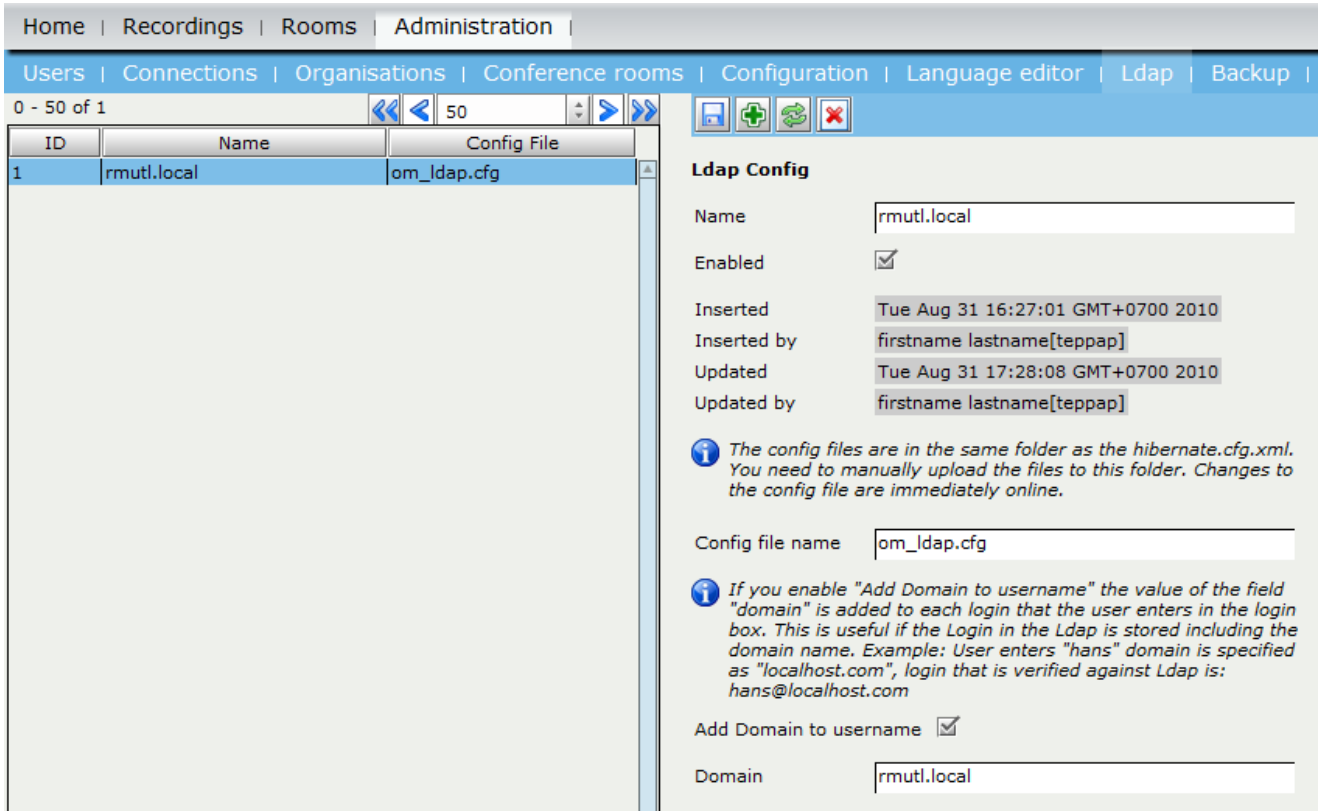 Home | Recordings | Rooms | Administration |
Users | Connections | Organisations | Conference rooms | Configuration | Language editor | Ldap | Backup |
0 - 50 of 1
50
ID Name Config File
1 rmutl.local om_ldap.cfg
Ldap Config
Name rmutl.local
Enabled
Inserted Tue Aug 31 16:27:01 GMT+0700 2010
Inserted by firstname lastname[teppap]
Updated Tue Aug 31 17:28:08 GMT+0700 2010
Updated by firstname lastname[teppap]
The config files are in the same folder as the hibernate.cfg.xml.
You need to manually upload the files to this folder. Changes to
the config file are immediately online.
Config file name om_ldap.cfg
If you enable "Add Domain to username" the value of the field
"domain" is added to each login that the user enters in the login
box. This is useful if the Login in the Ldap is stored including the
domain name. Example: User enters "hans" domain is specified
as "localhost.com", login that is verified against Ldap is:
hans@localhost.com
Add Domain to username
Domain rmutl.local